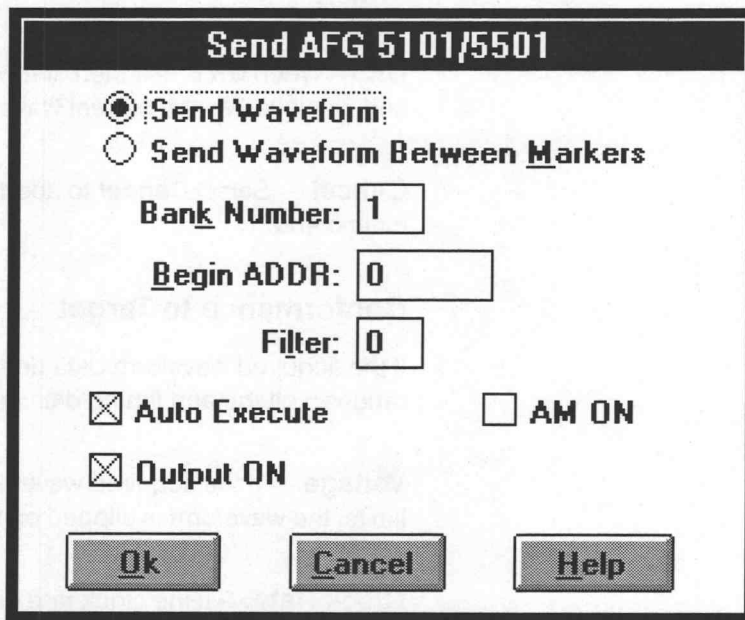 Send AFG 5101/5501
Send Waveform
Send Waveform Between Markers
Bank Number: 1
Begin ADDR: 0
Filter: 0
Auto Execute
AM ON
Output ON
Ok
Cancel
Help